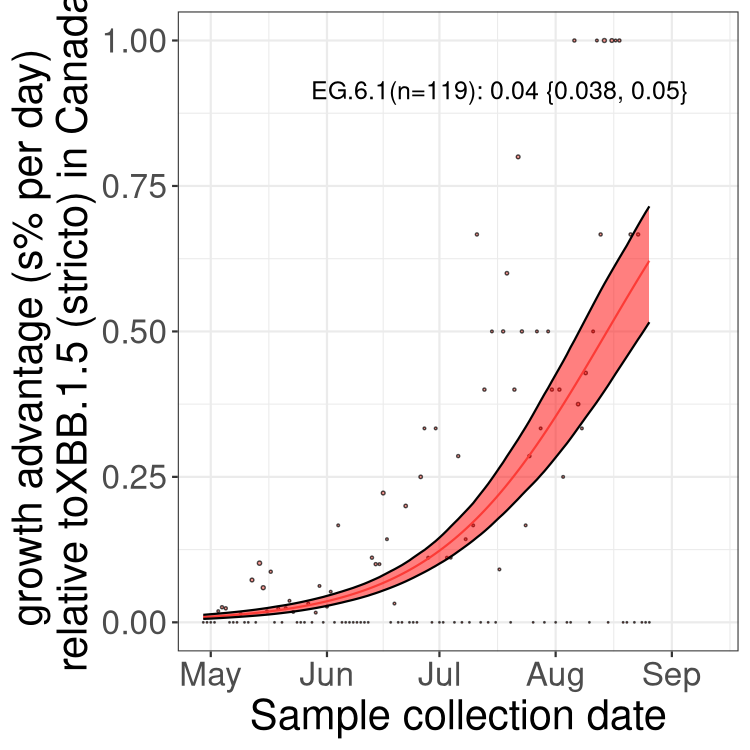 growth advantage (s% per day)
relative toXBB.1.5 (stricto) in Canada
1.00
EG.6.1(n=119): 0.04 {0.038, 0.05}
0.75
0.50
0.25
0.00
May Jun Jul Aug Sep
Sample collection date